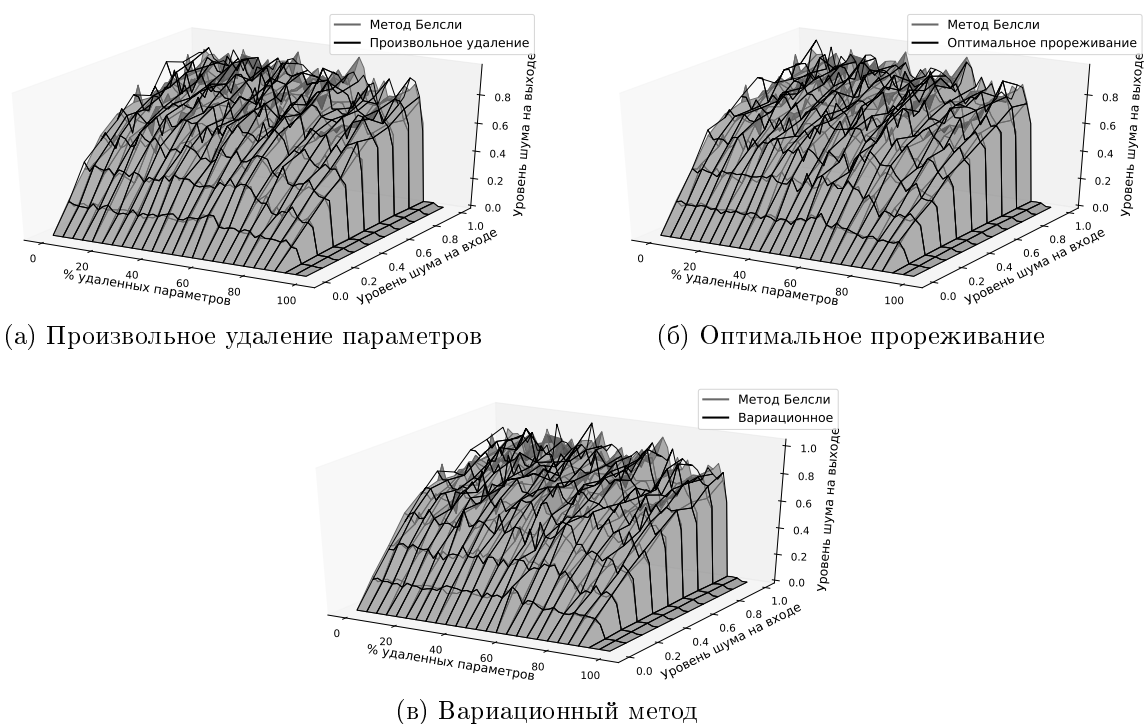 Метод Белсли
Произвольное удаление
0.8
0.6
0.4
0.2
0.0
Уровень шума на выходе
1.0
0.8
0.6
0.4
0.2
0.0
Уровень шума на входе
0
20
40
60
80
100
% удаленных параметров
(а) Произвольное удаление параметров
Метод Белсли
Оптимальное прореживание
0.8
0.6
0.4
0.2
0.0
Уровень шума на выходе
1.0
0.8
0.6
0.4
0.2
0.0
Уровень шума на входе
0
20
40
60
80
100
% удаленных параметров
(б) Оптимальное прореживание
Метод Белсли
Вариационное
1.0
0.8
0.6
0.4
0.2
0.0
Уровень шума на выходе
1.0
0.8
0.6
0.4
0.2
0.0
Уровень шума на входе
0
20
40
60
80
100
% удаленных параметров
(в) Вариационный метод